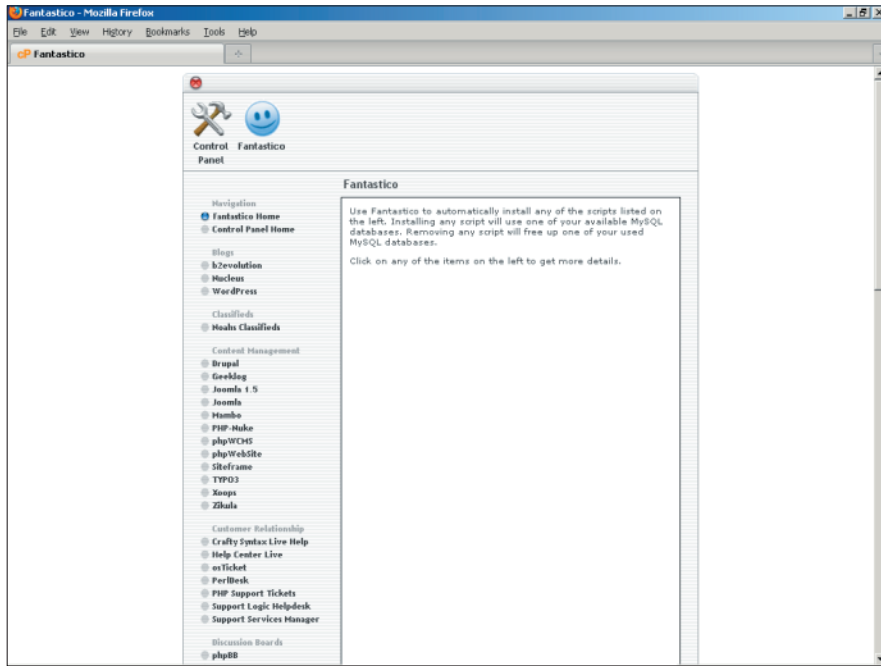 Fantastico - Mozilla Firefox
File Edit View History Bookmarks Tools Help
cP Fantastico
Control Panel
Fantastico
Fantastico
Navigation
Fantastico Home
Control Panel Home
Blogs
b2evolution
Nucleus
WordPress
Classifieds
Noahs Classifieds
Content Management
Drupal
Geeklog
Joomla 1.5
Joomla
Mambo
PHP-Nuke
phpWCMS
phpWebSite
Siteframe
TYPO3
Xoops
Zikula
Customer Relationship
Crafty Syntax Live Help
Help Center Live
osTicket
PerlDesk
PHP Support Tickets
Support Logic Helpdesk
Support Services Manager
Discussion Boards
phpBB
Use Fantastico to automatically install any of the scripts listed on
the left. Installing any script will use one of your available MySQL
databases. Removing any script will free up one of your used
MySQL databases.
Click on any of the items on the left to get more details.